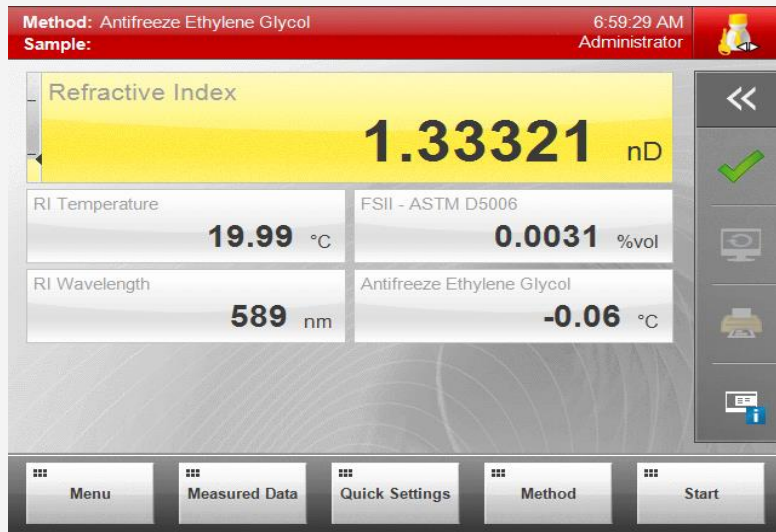 Method: Antifreeze Ethylene Glycol 6:59:29 AM
Sample: Administrator
Refractive Index
1.33321 nD
RI Temperature
19.99 °C
FSII - ASTM D5006
0.0031 %vol
RI Wavelength
589 nm
Antifreeze Ethylene Glycol
-0.06 °C
Menu
Measured Data
Quick Settings
Method
Start